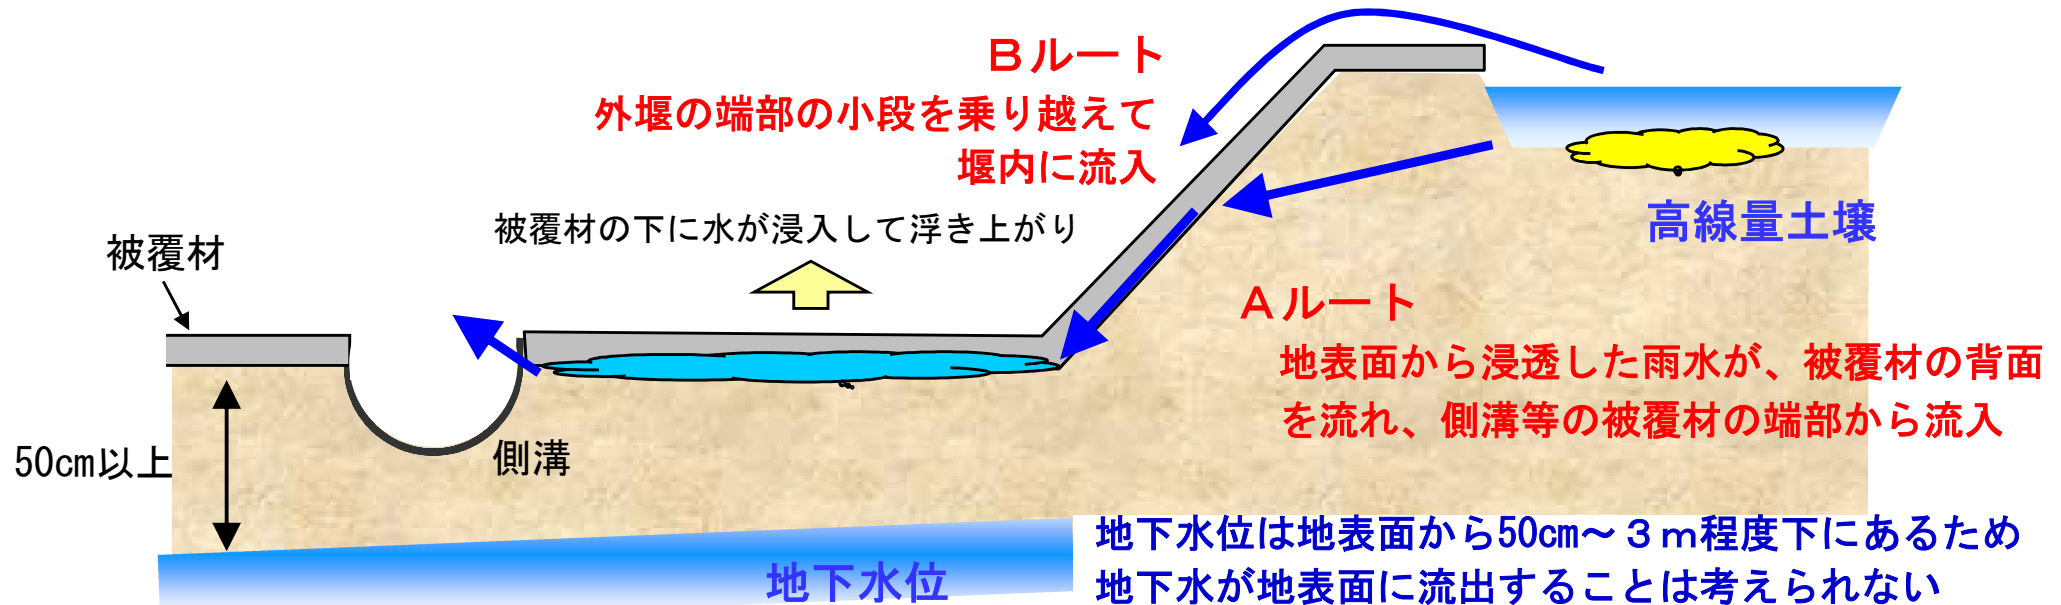 Ｂルート
外堰の端部の小段を乗り越えて
堰内に流入
被覆材の下に水が浸入して浮き上がり
被覆材
高線量土壌
Ａルート
地表面から浸透した雨水が、被覆材の背面
を流れ、側溝等の被覆材の端部から流入
50cm以上
側溝
地下水位
地下水位は地表面から50cm～３ｍ程度下にあるため
地下水が地表面に流出することは考えられない